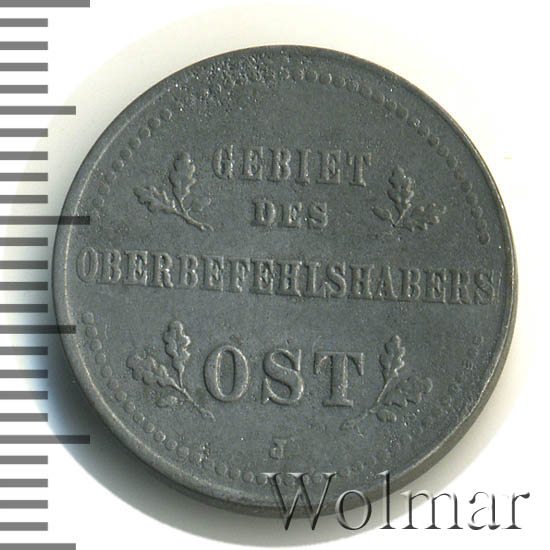 GEBIET
DES
OBERBEFEHLSHABERS
OST
J
Wolmar